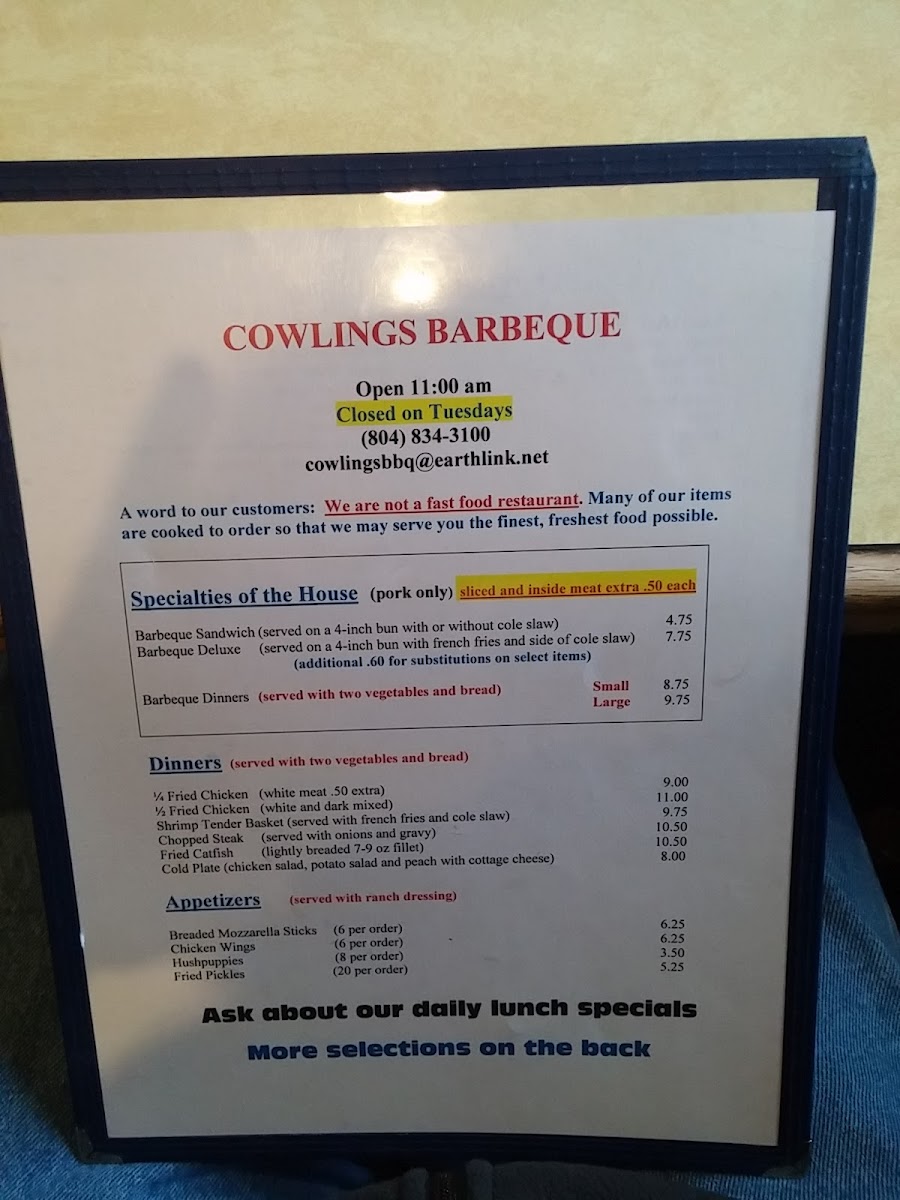 COWLINGS BARBEQUE
Open 11:00 am
Closed on Tuesdays
(804) 834-3100
cowlingsbbq@earthlink.net
A word to our customers: We are not a fast food restaurant. Many of our items
are cooked to order so that we may serve you the finest, freshest food possible.
Specialties of the House (pork only) sliced and inside meat extra .50 each
Barbeque Sandwich (served on a 4-inch bun with or without cole slaw) 4.75
Barbeque Deluxe (served on a 4-inch bun with french fries and side of cole slaw) 7.75
(additional .60 for substitutions on select items)
Barbeque Dinners (served with two vegetables and bread) Small 8.75
Large 9.75
Dinners (served with two vegetables and bread)
¼ Fried Chicken (white meat .50 extra) 9.00
½ Fried Chicken (white and dark mixed) 11.00
Shrimp Tender Basket (served with french fries and cole slaw) 9.75
Chopped Steak (served with onions and gravy) 10.50
Fried Catfish (lightly breaded 7-9 oz fillet) 10.50
Cold Plate (chicken salad, potato salad and peach with cottage cheese) 8.00
Appetizers (served with ranch dressing)
Breaded Mozzarella Sticks (6 per order) 6.25
Chicken Wings (6 per order) 6.25
Hushpuppies (8 per order) 3.50
Fried Pickles (20 per order) 5.25
Ask about our daily lunch specials
More selections on the back